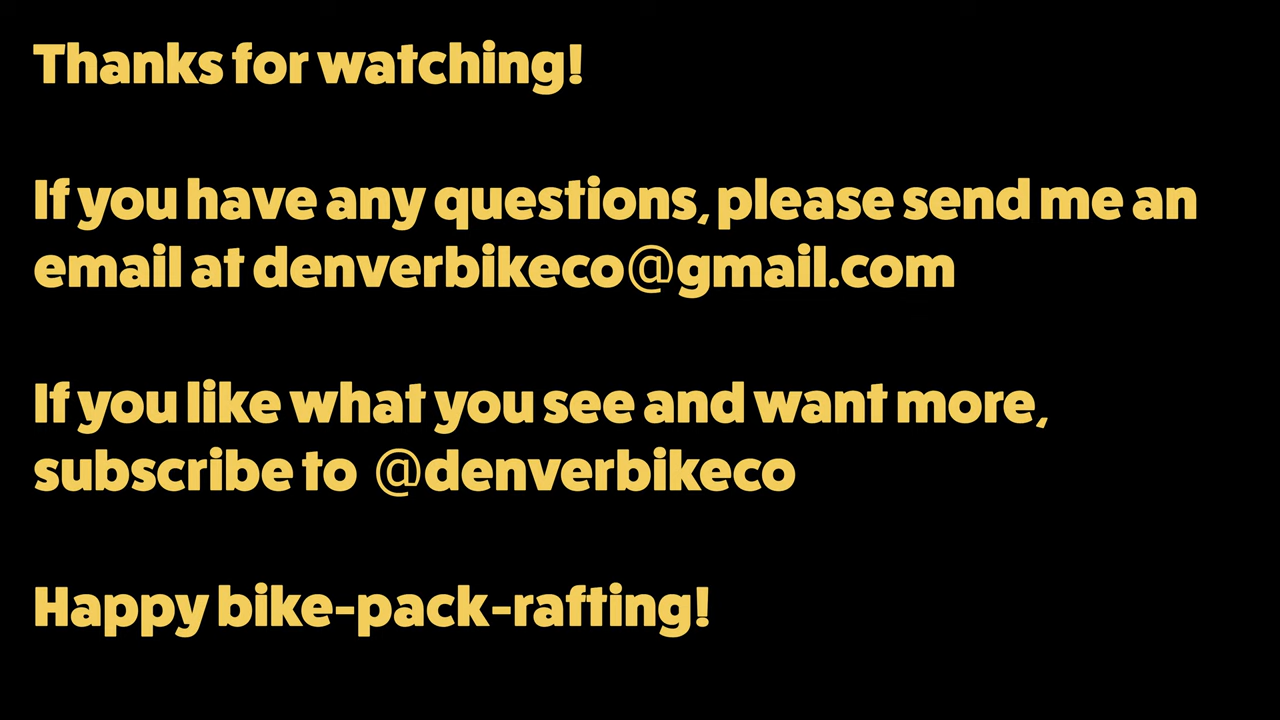 Thanks for watching!
If you have any questions, please send me an
email at denverbikeco@gmail.com
If you like what you see and want more,
subscribe to @denverbikeco
Happy bike-pack-rafting!